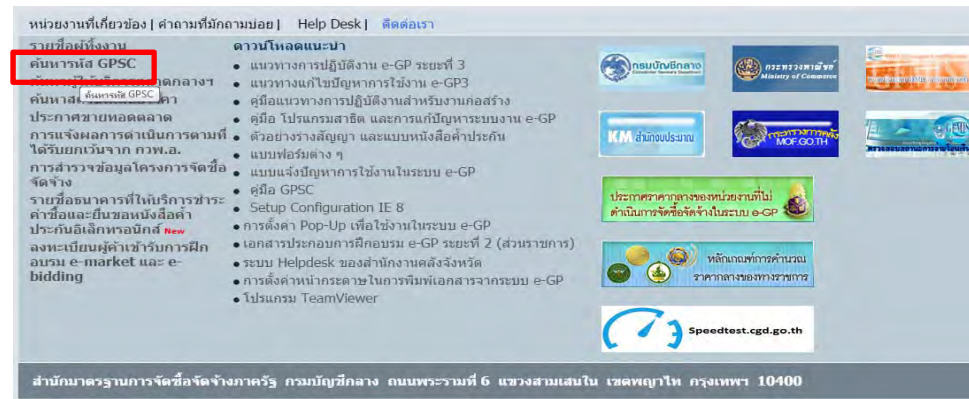 หน่วยงานที่เกี่ยวข้อง | คำถามที่มักถามบ่อย | Help Desk | ติดต่อเรา
รายชื่อผู้ทิ้งงาน
ค้นหารหัส GPSC
ดกลางฯ
ค้นหา
ค้นหารหัส GPSC
คา
ประกาศขายทอดตลาด
การแจ้งผลการดำเนินการตามที่
ได้รับยกเว้นจาก กวพ.อ.
การสำรวจข้อมูลโครงการจัดซื้อ
จัดจ้าง
รายชื่อธนาคารที่ให้บริการชำระ
ค่าซื้อและยื่นขอหนังสือค้ำ
ประกันอิเล็กทรอนิกส์ New
ลงทะเบียนผู้ค้าเข้ารับการฝึก
อบรม e-market และ e-
bidding
ดาวน์โหลดแนะนำ
• แนวทางการปฏิบัติงาน e-GP ระยะที่ 3
• แนวทางแก้ไขปัญหาการใช้งาน e-GP3
• คู่มือแนวทางการปฏิบัติงานสำหรับงานก่อสร้าง
• คู่มือ โปรแกรมสาธิต และการแก้ปัญหาระบบงาน e-GP
• ตัวอย่างร่างสัญญา และแบบหนังสือค้ำประกัน
• แบบฟอร์มต่าง ๆ
• แบบแจ้งปัญหาการใช้งานในระบบ e-GP
• คู่มือ GPSC
• Setup Configuration IE 8
• การตั้งค่า Pop-Up เพื่อใช้งานในระบบ e-GP
• เอกสารประกอบการฝึกอบรม e-GP ระยะที่ 2 (ส่วนราชการ)
• ระบบ Helpdesk ของสำนักงานคลังจังหวัด
• การตั้งค่าหน้ากระดาษในการพิมพ์เอกสารจากระบบ e-GP
• โปรแกรม TeamViewer
กรมบัญชีกลาง
กระทรวงพาณิชย์
Ministry of Commerce
KM สำนักงบประมาณ
กระทรวงการคลัง
MOF.GO.TH
ประกาศราคากลางของหน่วยงานที่ไม่
ดำเนินการจัดซื้อจัดจ้างในระบบ e-GP
หลักเกณฑ์การคำนวณ
ราคากลางของทางราชการ
Speedtest.cgd.go.th
สำนักมาตรฐานการจัดซื้อจัดจ้างภาครัฐ กรมบัญชีกลาง ถนนพระรามที่ 6 แขวงสามเสนใน เขตพญาไท กรุงเทพฯ 10400